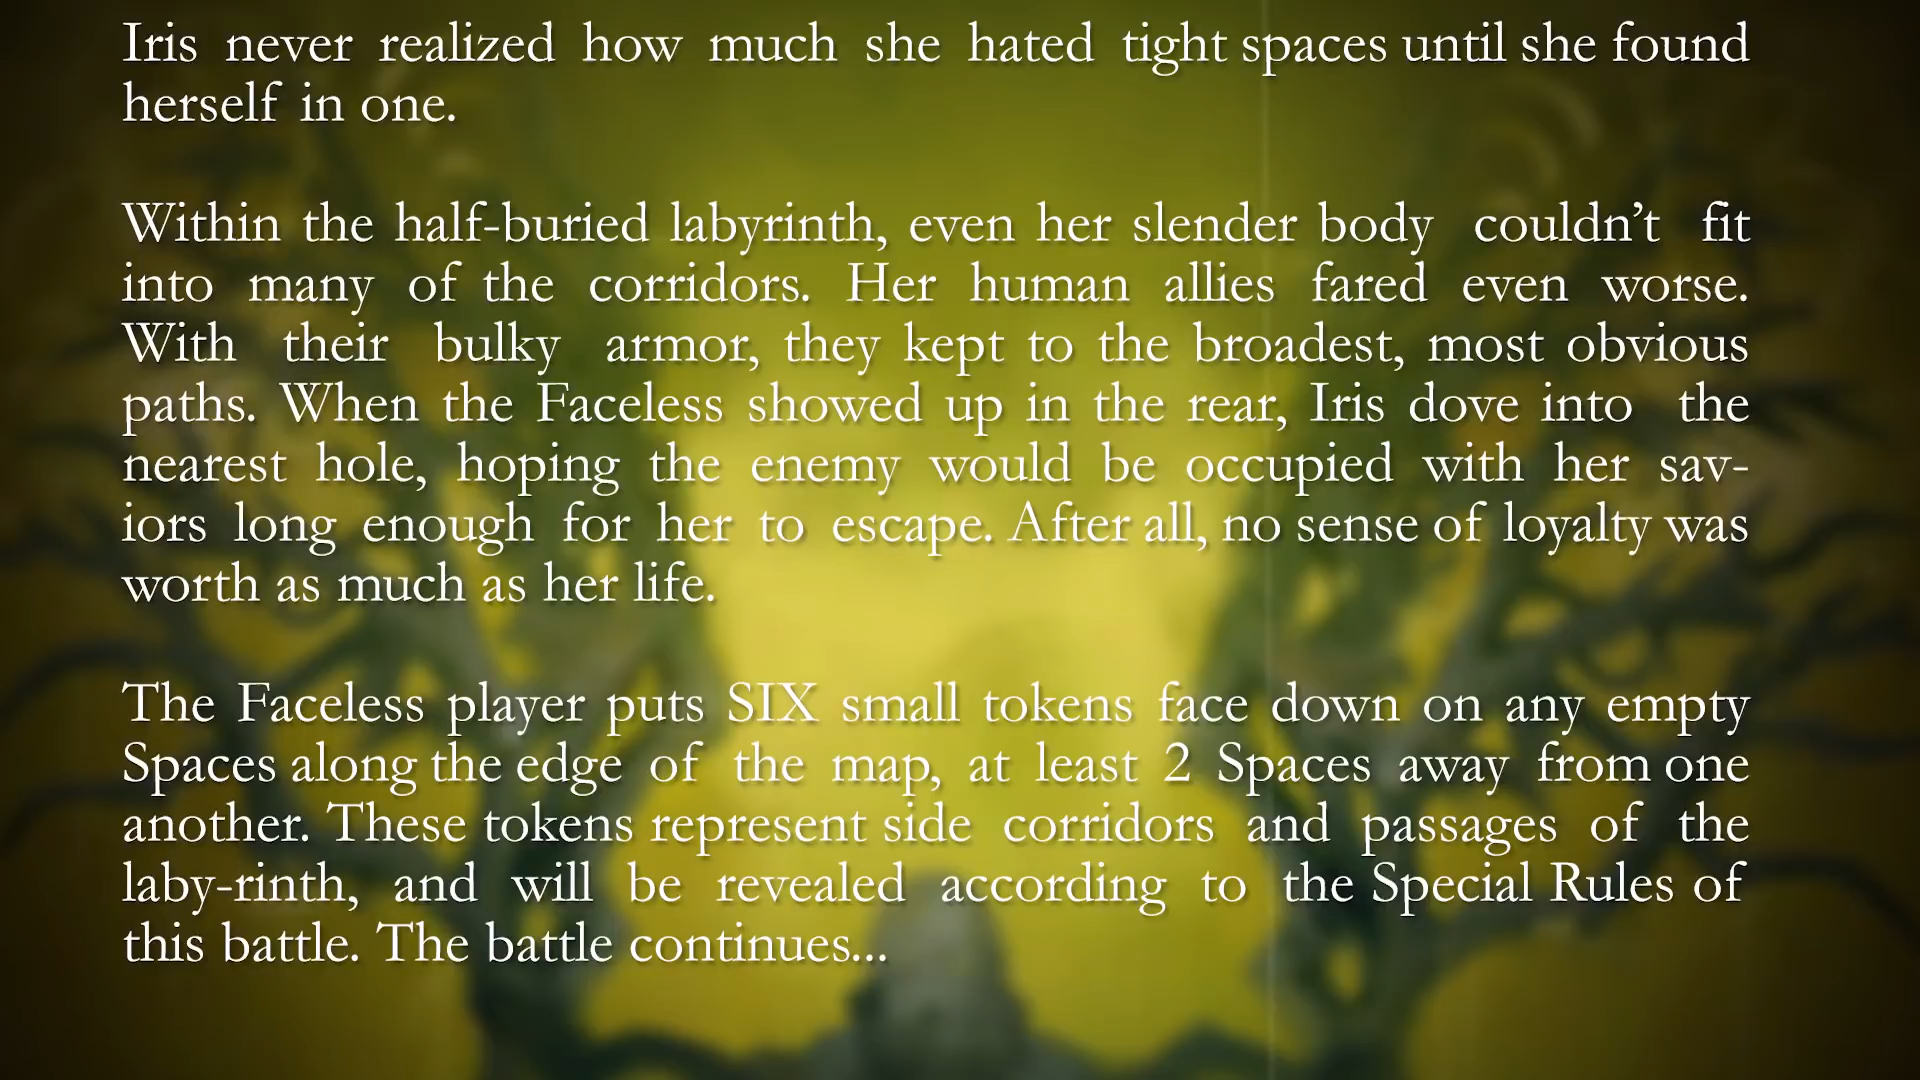 Iris never realized how much she hated tight spaces until she found
herself in one.
Within the half-buried labyrinth, even her slender body couldn’t fit
into many of the corridors. Her human allies fared even worse.
With their bulky armor, they kept to the broadest, most obvious
paths. When the Faceless showed up in the rear, Iris dove into the
nearest hole, hoping the enemy would be occupied with her sav-
iors long enough for her to escape. After all, no sense of loyalty was
worth as much as her life.
The Faceless player puts SIX small tokens face down on any empty
Spaces along the edge of the map, at least 2 Spaces away from one
another. These tokens represent side corridors and passages of the
laby-rinth, and will be revealed according to the Special Rules of
this battle. The battle continues...